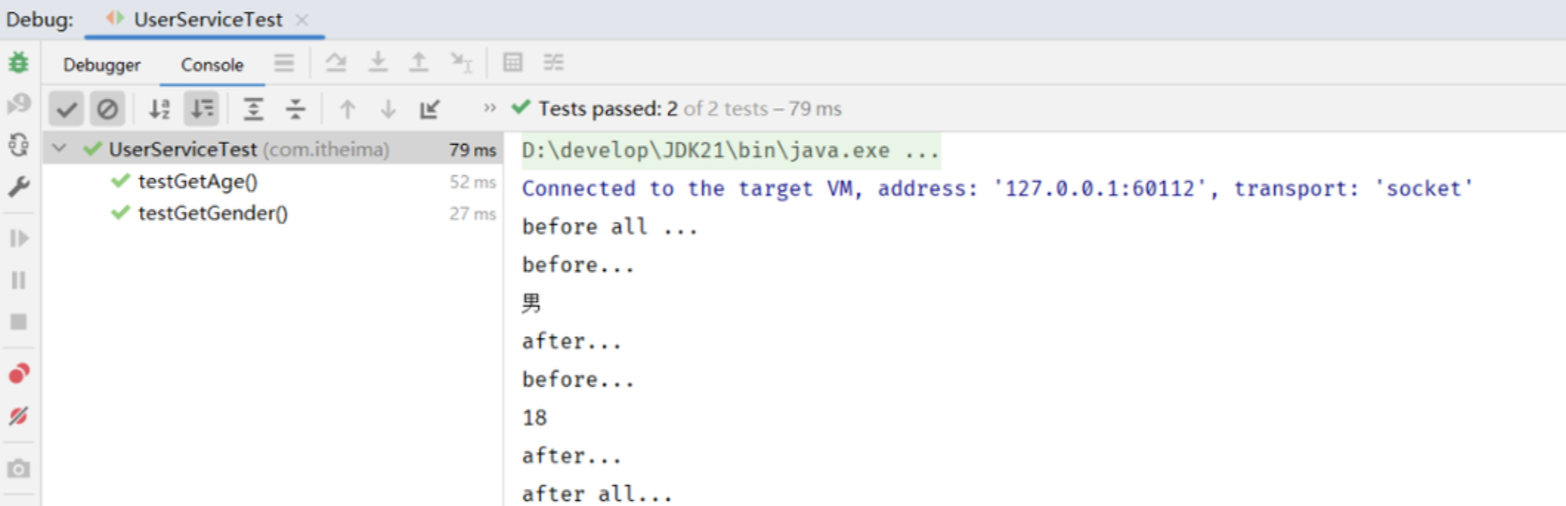 Debug: UserServiceTest
Debugger Console
Tests passed: 2 of 2 tests – 79 ms
UserServiceTest (com.itheima) 79 ms
testGetAge() 52 ms
testGetGender() 27 ms
D:\develop\JDK21\bin\java.exe ...
Connected to the target VM, address: '127.0.0.1:60112', transport: 'socket'
before all ...
before...
男
after...
before...
18
after...
after all...